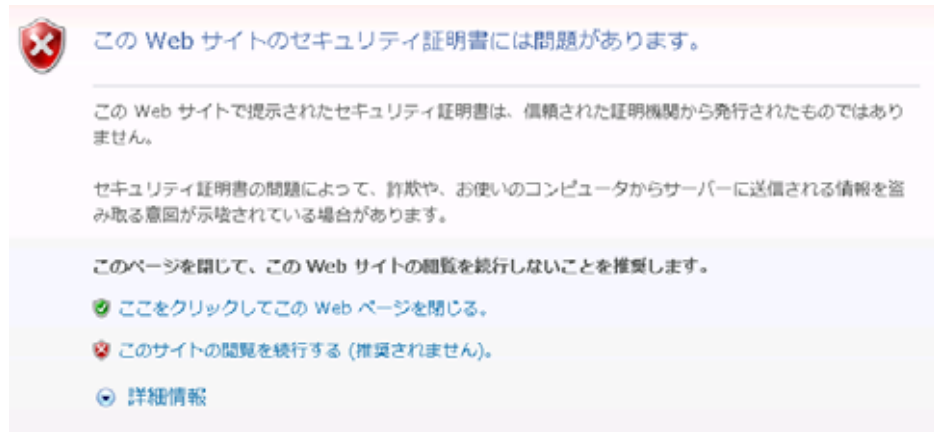 この Web サイトのセキュリティ証明書には問題があります。
この Web サイトで提示されたセキュリティ証明書は、信頼された証明機関から発行されたものではあり
ません。
セキュリティ証明書の問題によって、詐欺や、お使いのコンピュータからサーバーに送信される情報を盗
み取る意図が示唆されている場合があります。
このページを閉じて、この Web サイトの閲覧を続行しないことを推奨します。
ここをクリックしてこの Web ページを閉じる。
このサイトの閲覧を続行する (推奨されません)。
詳細情報